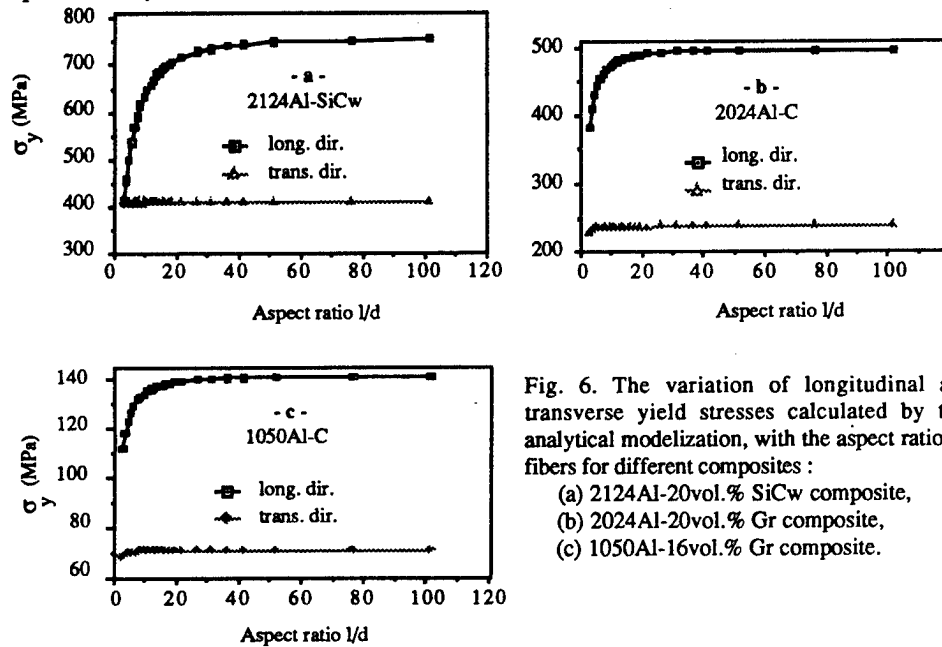 800
700
600
500
400
300
σy (MPa)
- a -
2124Al-SiCw
long. dir.
trans. dir.
0 20 40 60 80 100 120
Aspect ratio l/d
500
400
300
200
- b -
2024Al-C
long. dir.
trans. dir.
0 20 40 60 80 100
Aspect ratio l/d
140
120
100
80
60
σy (MPa)
- c -
1050Al-C
long. dir.
trans. dir.
0 20 40 60 80 100 120
Aspect ratio l/d
Fig. 6. The variation of longitudinal a
transverse yield stresses calculated by t
analytical modelization, with the aspect ratio
fibers for different composites :
(a) 2124Al-20vol.% SiCw composite,
(b) 2024Al-20vol.% Gr composite,
(c) 1050Al-16vol.% Gr composite.